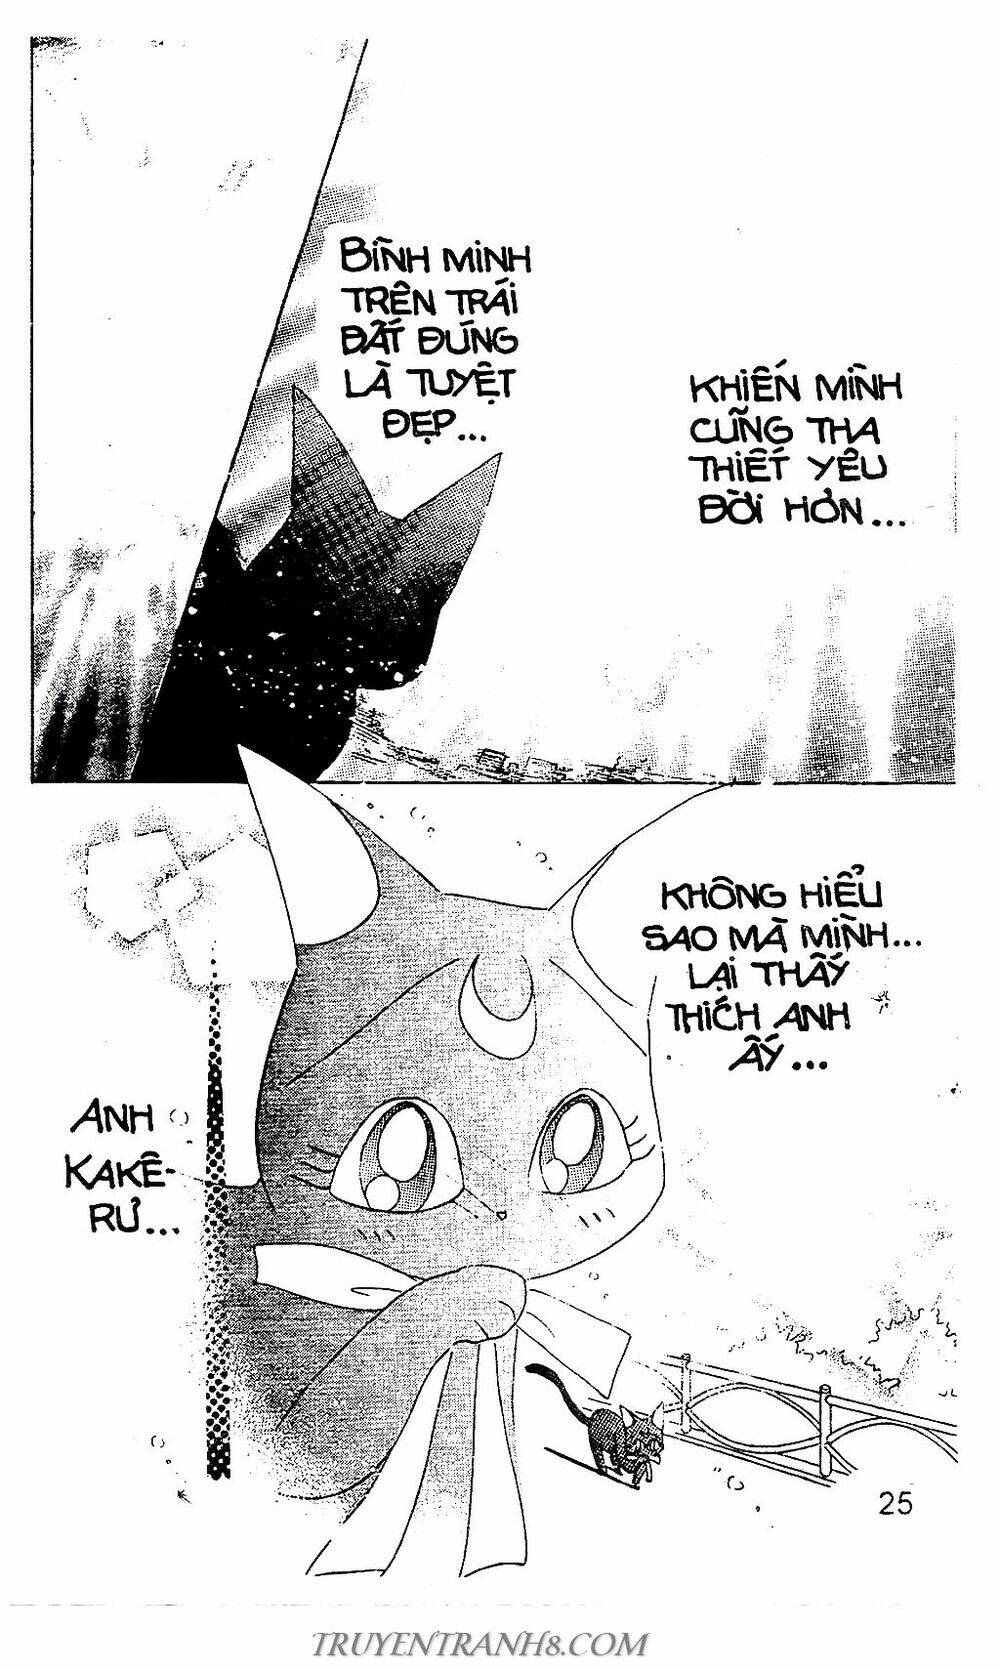 BÌNH MINH
TRÊN TRÁI
ĐẤT ĐÚNG
LÀ TUYỆT
ĐẸP...
KHIẾN MÌNH
CŨNG THA
THIẾT YÊU
ĐỜI HƠN...
KHÔNG HIỂU
SAO MÀ MÌNH...
LẠI THẤY
THÍCH ANH
ẤY...
ANH
KAKÊ-
RƯ...
25
TRUYENTRANH8.COM